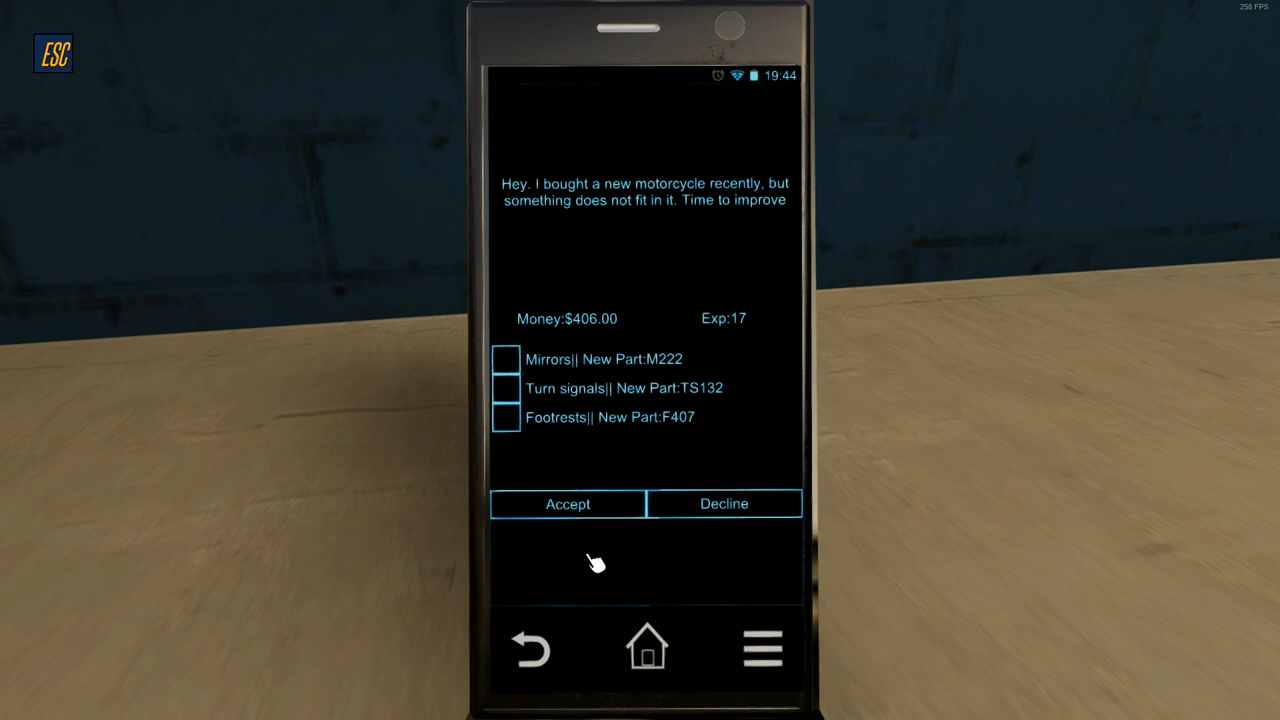 258 FPS
ESC
19:44
Hey. I bought a new motorcycle recently, but
something does not fit in it. Time to improve
Money:$406.00 Exp:17
Mirrors|| New Part:M222
Turn signals|| New Part:TS132
Footrests|| New Part:F407
Accept Decline